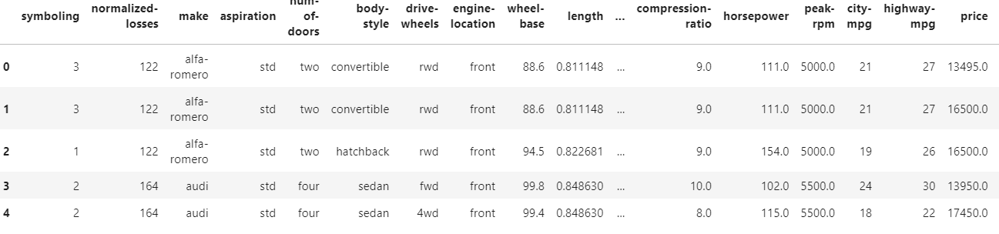 symboling normalized-losses make aspiration num-of-doors body-style drive-wheels engine-location wheel-base length ... compression-ratio horsepower peak-rpm city-mpg highway-mpg price
0 3 122 alfa-romero std two convertible rwd front 88.6 0.811148 ... 9.0 111.0 5000.0 21 27 13495.0
1 3 122 alfa-romero std two convertible rwd front 88.6 0.811148 ... 9.0 111.0 5000.0 21 27 16500.0
2 1 122 alfa-romero std two hatchback rwd front 94.5 0.822681 ... 9.0 154.0 5000.0 19 26 16500.0
3 2 164 audi std four sedan fwd front 99.8 0.848630 ... 10.0 102.0 5500.0 24 30 13950.0
4 2 164 audi std four sedan 4wd front 99.4 0.848630 ... 8.0 115.0 5500.0 18 22 17450.0